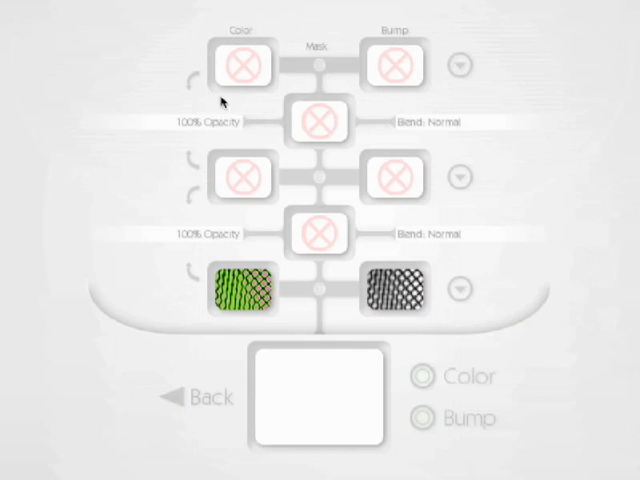 Color
Bump
Mask
100% Opacity
Blend: Normal
100% Opacity
Blend: Normal
Color
Back
Bump